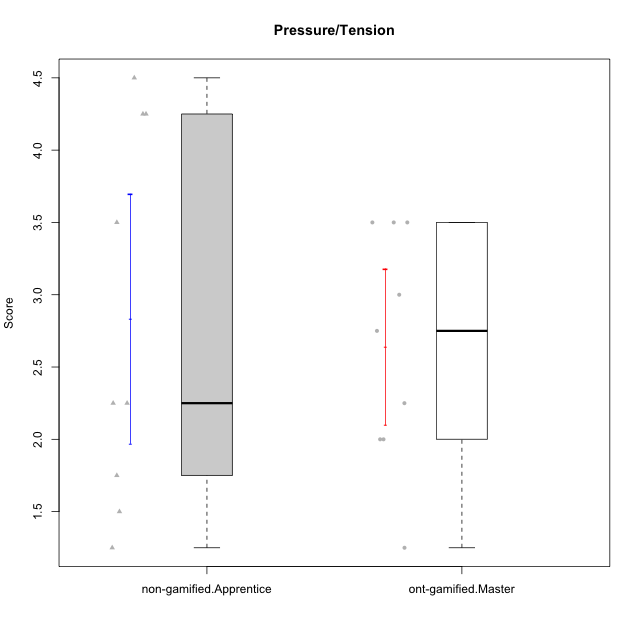 Pressure/Tension
4.5
4.0
3.5
3.0
2.5
2.0
1.5
Score
non-gamified.Apprentice
ont-gamified.Master